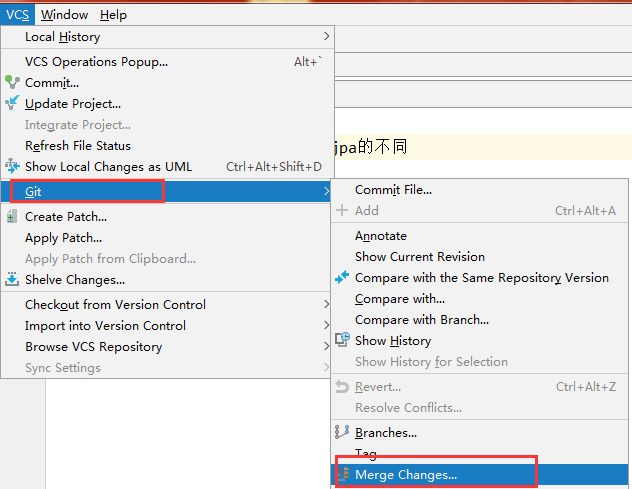 VCS Window Help
Local History
VCS Operations Popup... Alt+`
Commit...
Update Project...
Integrate Project...
Refresh File Status
Show Local Changes as UML Ctrl+Alt+Shift+D
Git
Create Patch...
Apply Patch...
Apply Patch from Clipboard...
Shelve Changes...
Checkout from Version Control
Import into Version Control
Browse VCS Repository
Sync Settings
jpa的不同
Commit File...
Add Ctrl+Alt+A
Annotate
Show Current Revision
Compare with the Same Repository Version
Compare with...
Compare with Branch...
Show History
Show History for Selection
Revert... Ctrl+Alt+Z
Resolve Conflicts...
Branches...
Tag...
Merge Changes...